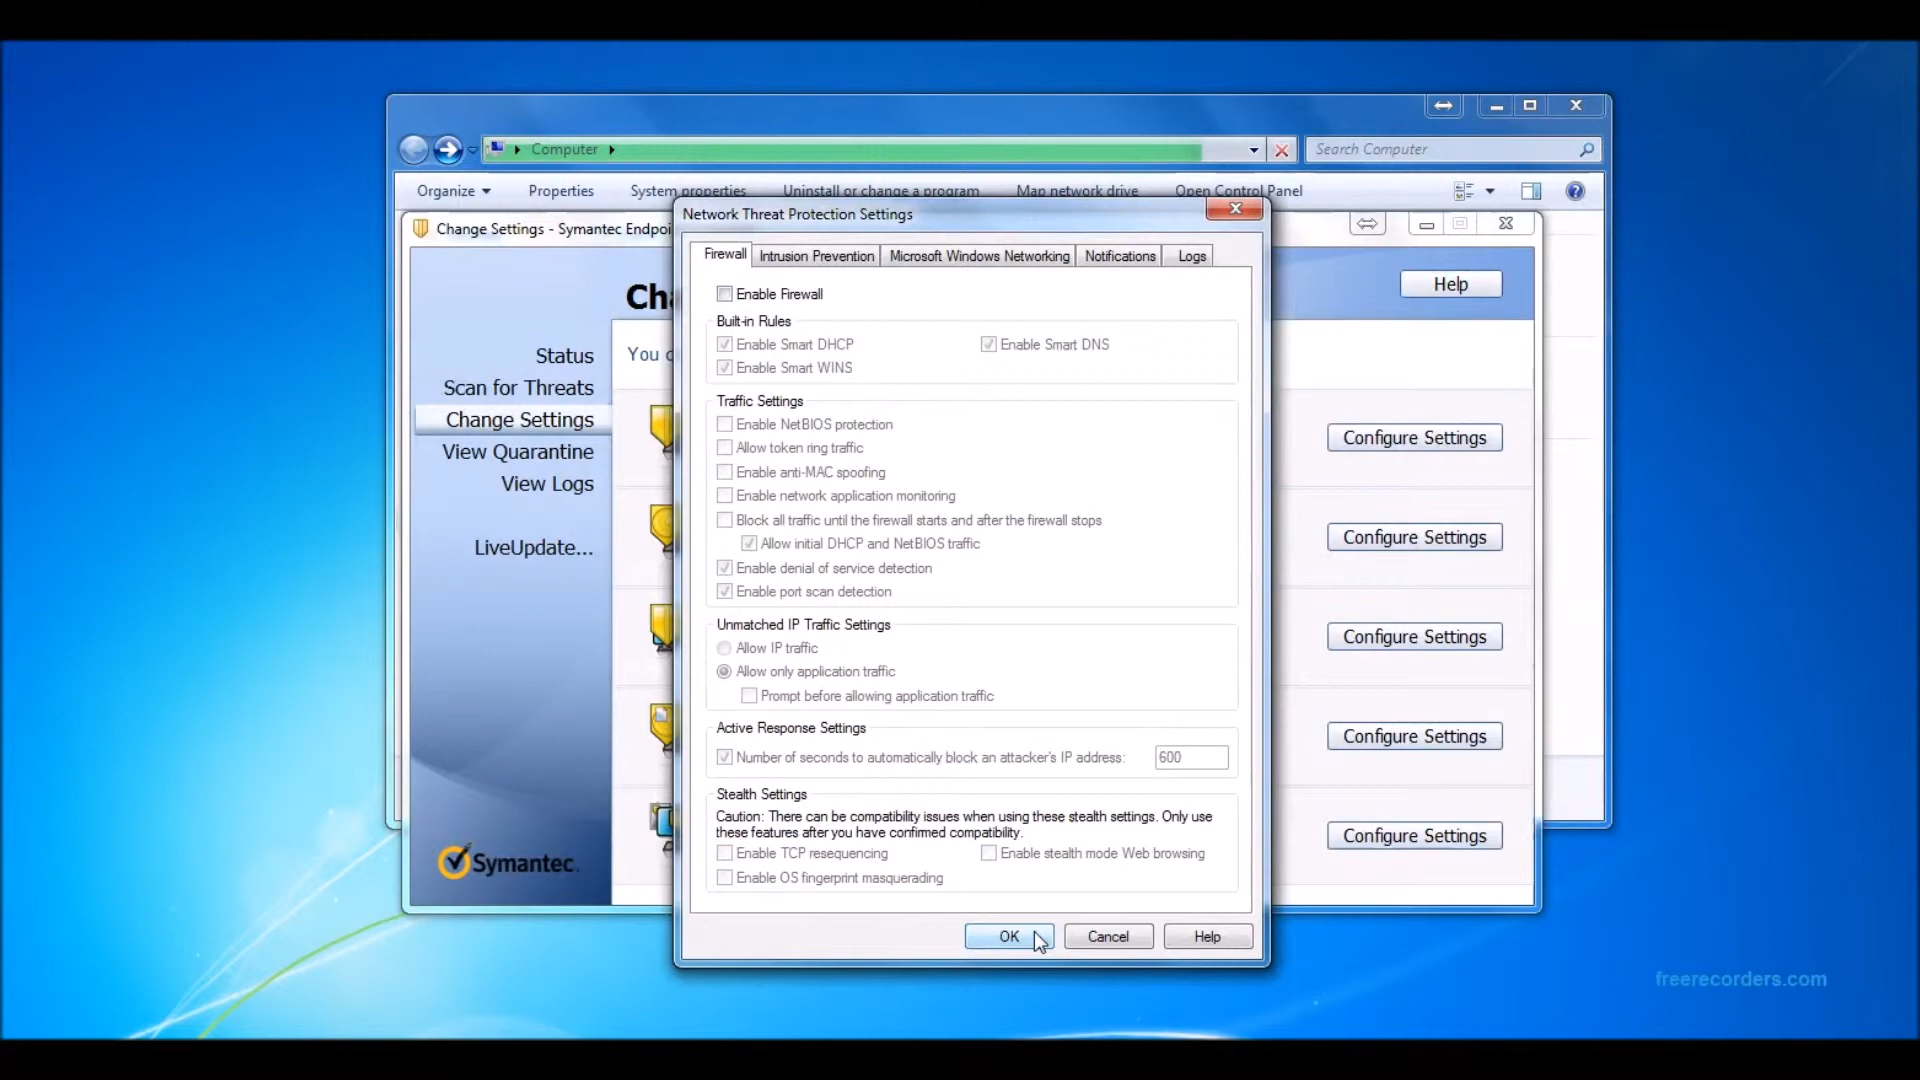 Computer
Search Computer
Organize
Properties
System properties
Uninstall or change a program
Map network drive
Open Control Panel
Change Settings - Symantec Endpoi
Network Threat Protection Settings
Firewall
Intrusion Prevention
Microsoft Windows Networking
Notifications
Logs
Help
Cha
You c
Status
Scan for Threats
Change Settings
View Quarantine
View Logs
LiveUpdate...
Symantec.
Enable Firewall
Built-in Rules
Enable Smart DHCP
Enable Smart DNS
Enable Smart WINS
Traffic Settings
Enable NetBIOS protection
Allow token ring traffic
Enable anti-MAC spoofing
Enable network application monitoring
Block all traffic until the firewall starts and after the firewall stops
Allow initial DHCP and NetBIOS traffic
Enable denial of service detection
Enable port scan detection
Unmatched IP Traffic Settings
Allow IP traffic
Allow only application traffic
Prompt before allowing application traffic
Active Response Settings
Number of seconds to automatically block an attacker's IP address:
600
Stealth Settings
Caution: There can be compatibility issues when using these stealth settings. Only use
these features after you have confirmed compatibility.
Enable TCP resequencing
Enable stealth mode Web browsing
Enable OS fingerprint masquerading
OK
Cancel
Help
Configure Settings
Configure Settings
Configure Settings
Configure Settings
Configure Settings
freerecorders.com